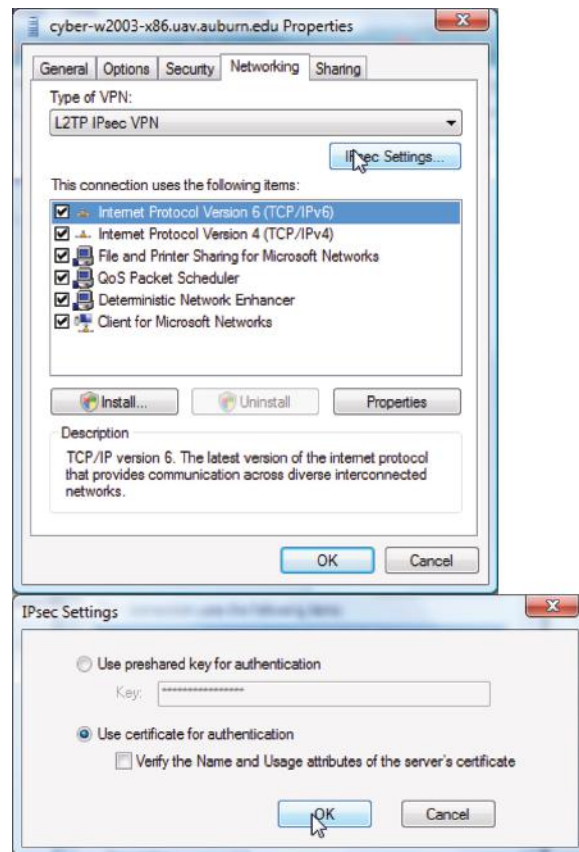 cyber-w2003-x86.uav.auburn.edu Properties
General Options Security Networking Sharing
Type of VPN:
L2TP IPsec VPN
IPsec Settings...
This connection uses the following items:
Internet Protocol Version 6 (TCP/IPv6)
Internet Protocol Version 4 (TCP/IPv4)
File and Printer Sharing for Microsoft Networks
QoS Packet Scheduler
Deterministic Network Enhancer
Client for Microsoft Networks
Install... Uninstall Properties
Description
TCP/IP version 6. The latest version of the internet protocol
that provides communication across diverse interconnected
networks.
OK Cancel
IPsec Settings
Use preshared key for authentication
Key: ****************
Use certificate for authentication
Verify the Name and Usage attributes of the server's certificate
OK Cancel